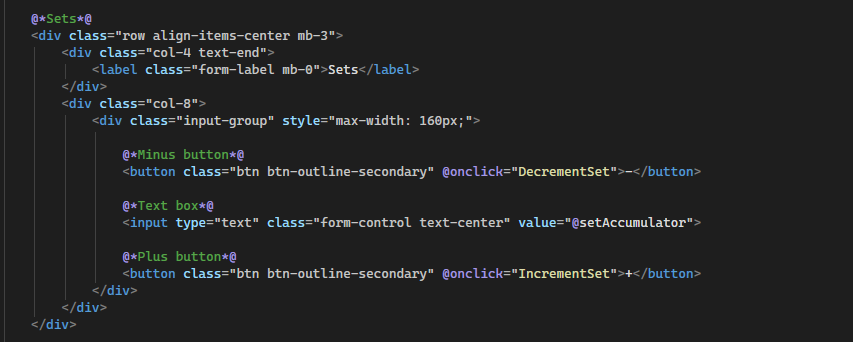 @*Sets*@
<div class="row align-items-center mb-3">
<div class="col-4 text-end">
<label class="form-label mb-0">Sets</label>
</div>
<div class="col-8">
<div class="input-group" style="max-width: 160px;">
@*Minus button*@
<button class="btn btn-outline-secondary" @onclick="DecrementSet">-</button>
@*Text box*@
<input type="text" class="form-control text-center" value="@setAccumulator">
@*Plus button*@
<button class="btn btn-outline-secondary" @onclick="IncrementSet">+</button>
</div>
</div>
</div>